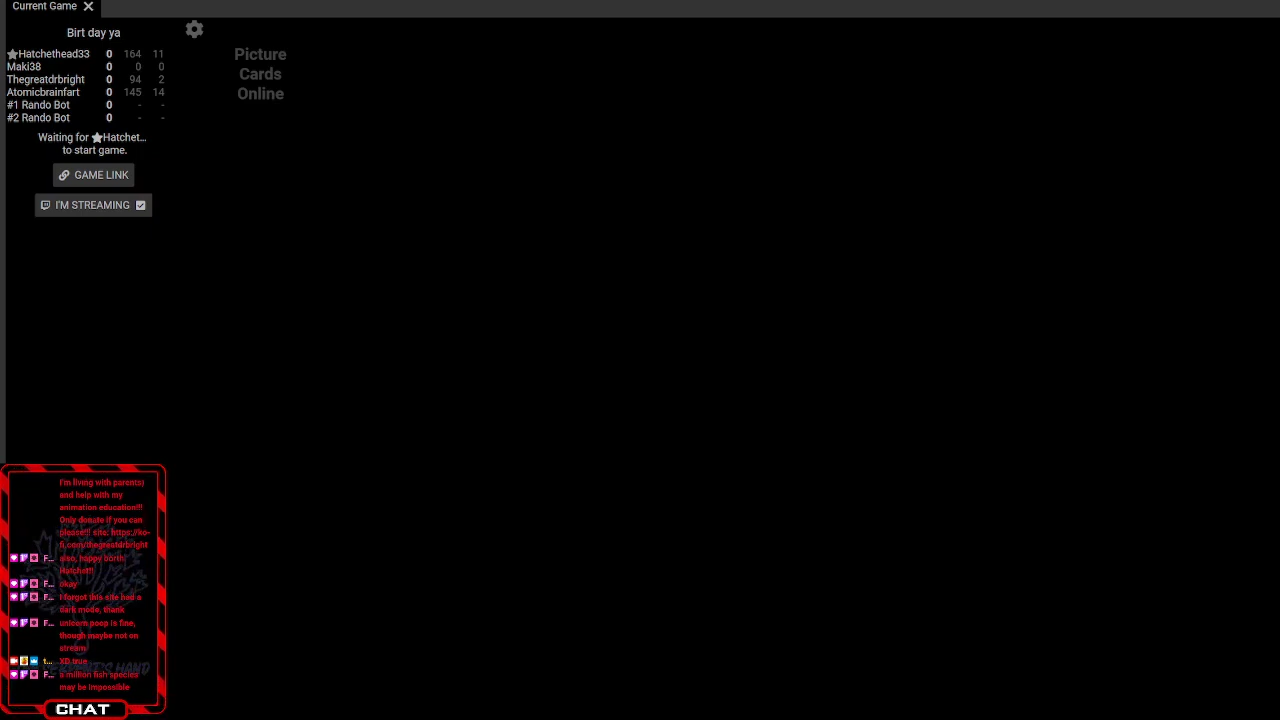 Current Game
Birt day ya
Hatchethead33 0 164 11
Maki38 0 0 0
Thegreatdrbright 0 94 2
Atomicbrainfart 0 145 14
#1 Rando Bot 0 - -
#2 Rando Bot 0 - -
Waiting for ★Hatchet...
to start game.
GAME LINK
I'M STREAMING
Picture
Cards
Online
I'm living with parents)
and help with my
animation education!!!
Only donate if you can
please!!! site: https://ko-
fi.com/thegreatdrbright
F... also, happy borth
Hatchet!!
F... okay
F... I forgot this site had a
dark mode, thank
F... unicorn poop is fine,
though maybe not on
stream
t... XD true
F... a million fish species
may be impossible
HAND
CHAT